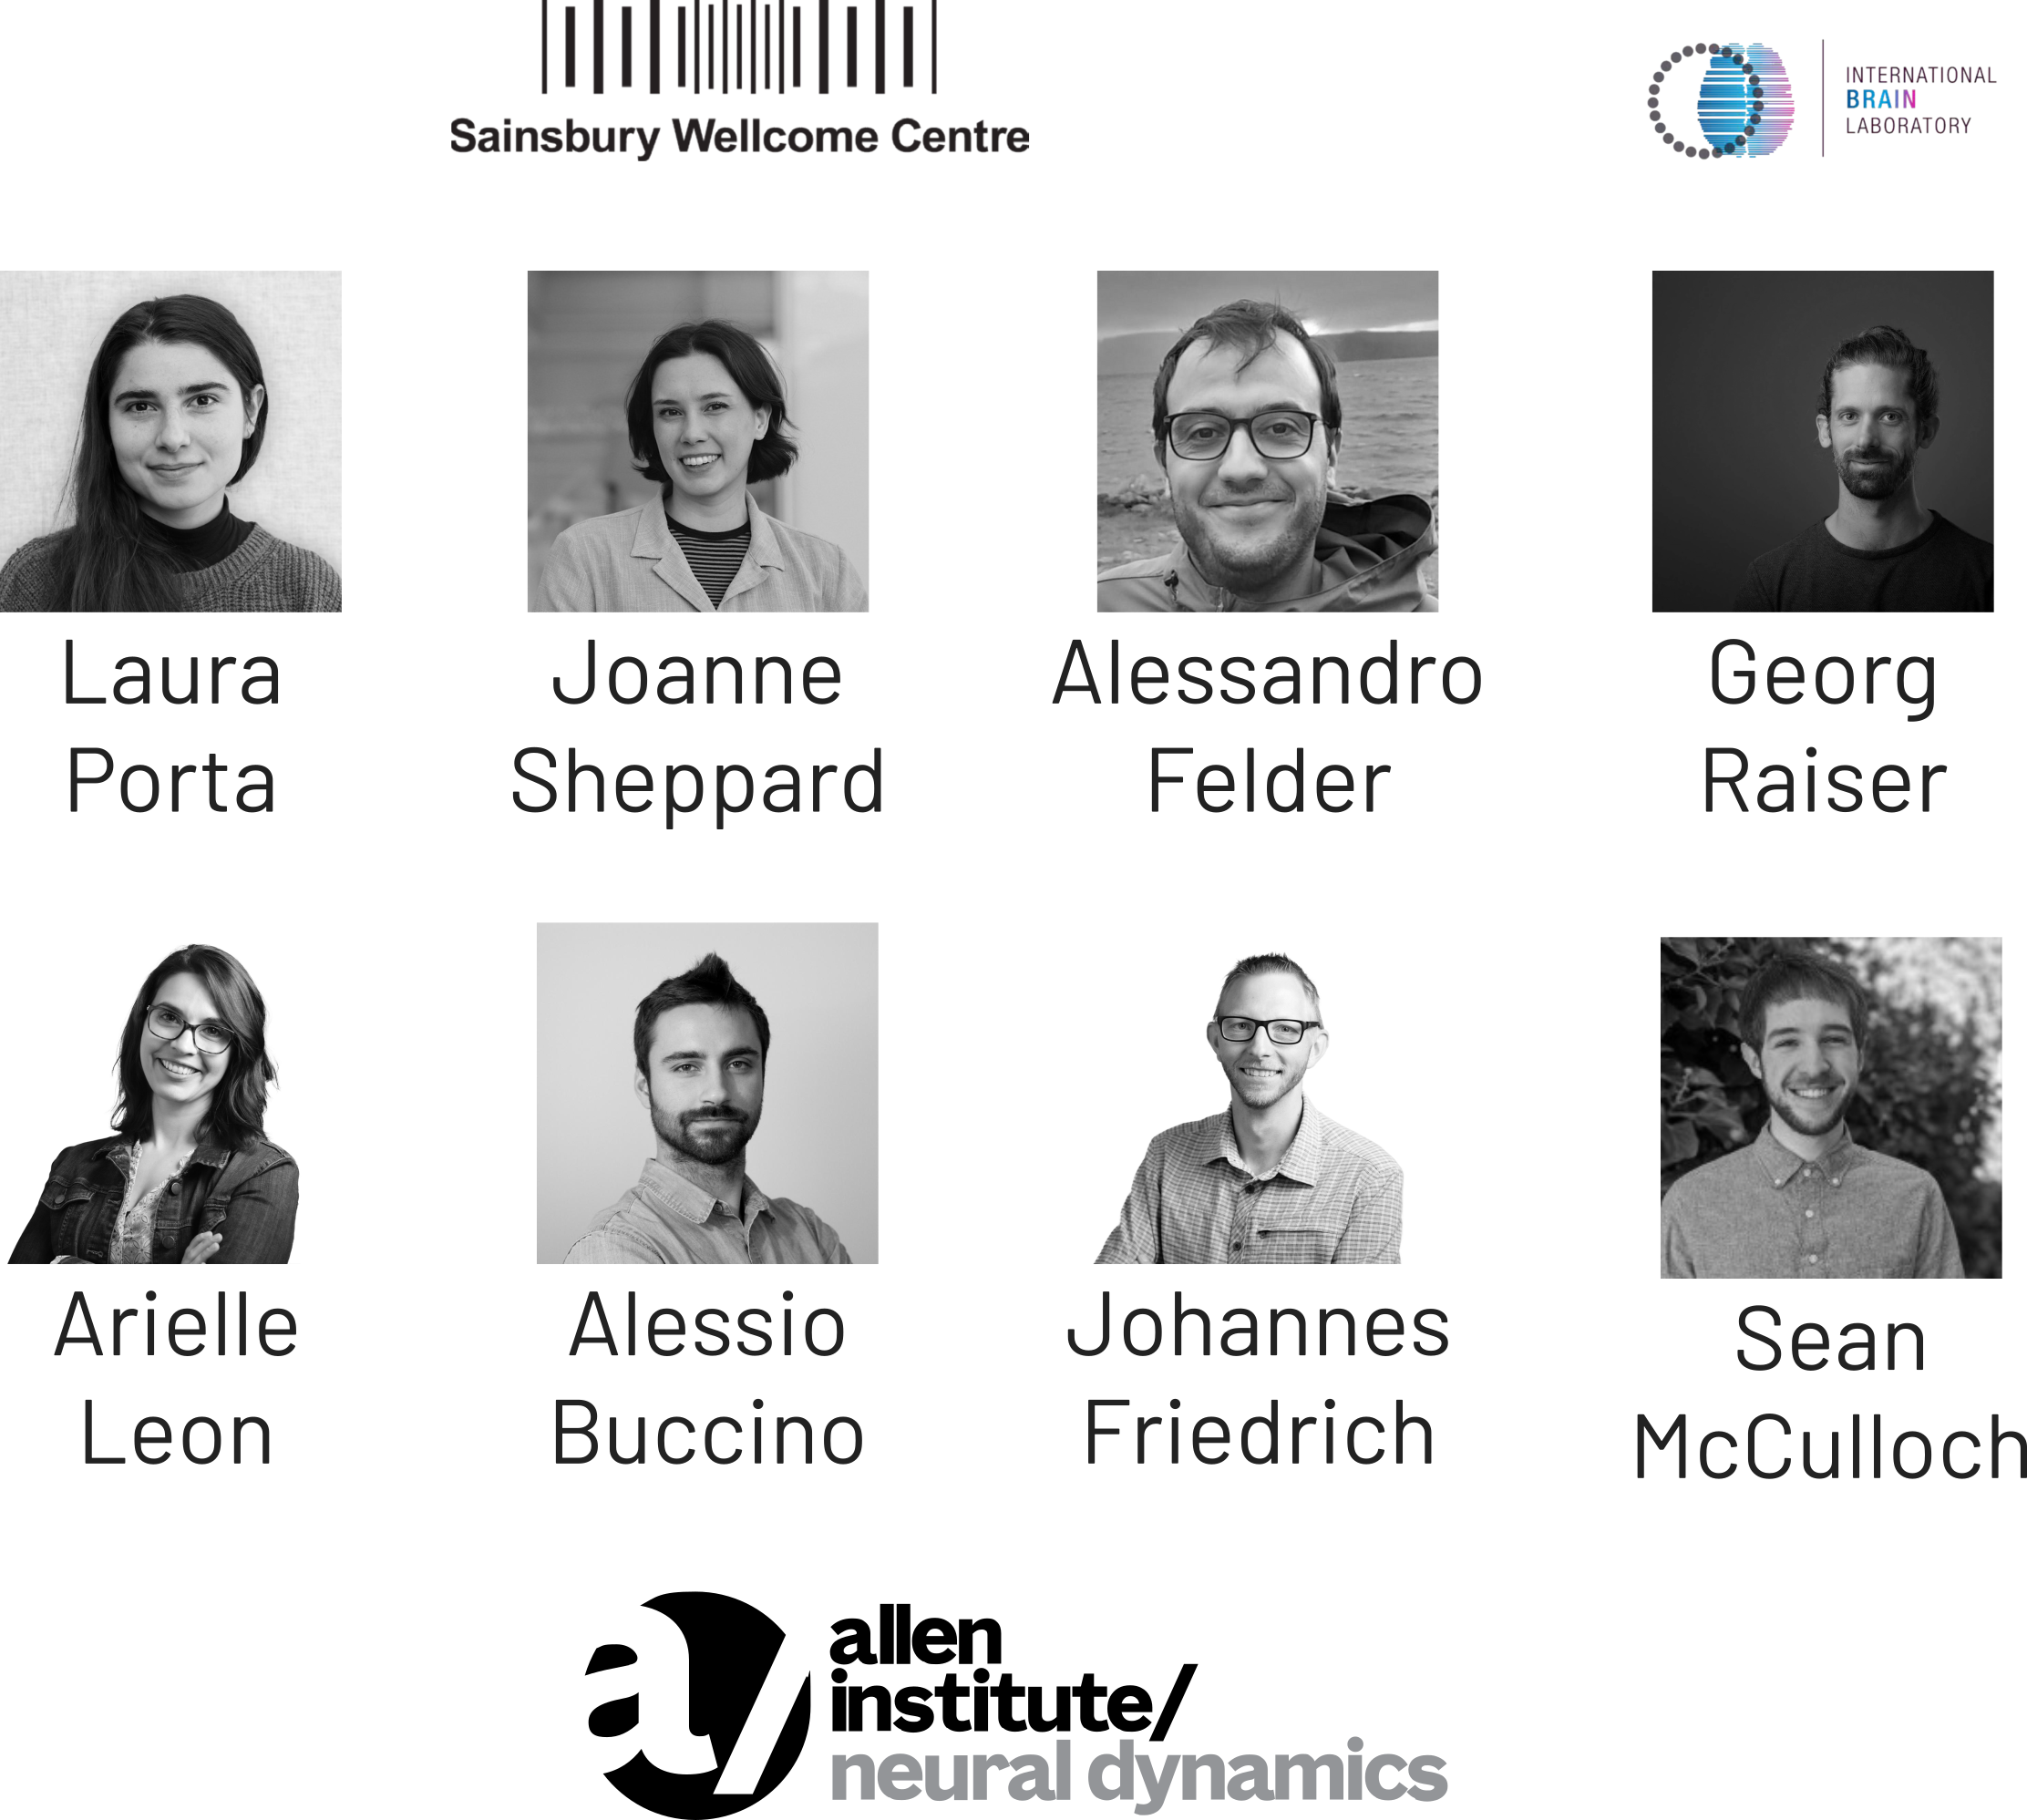 Sainsbury Wellcome Centre
INTERNATIONAL
BRAIN
LABORATORY
Laura
Porta
Joanne
Sheppard
Alessandro
Felder
Georg
Raiser
Arielle
Leon
Alessio
Buccino
Johannes
Friedrich
Sean
McCulloch
a/
allen
institute/
neural dynamics